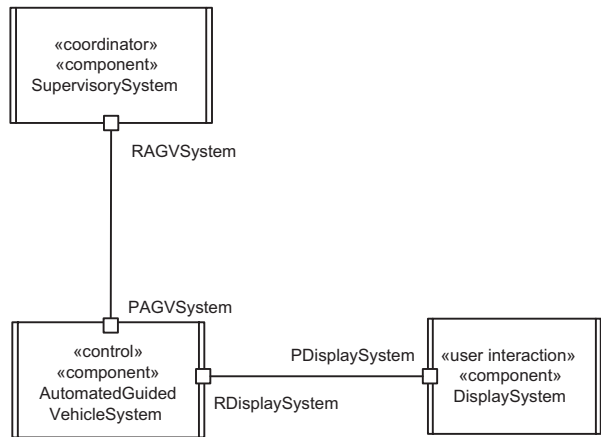 «coordinator»
«component»
SupervisorySystem
RAGVSystem
PAGVSystem
«control»
«component»
AutomatedGuided
VehicleSystem
PDisplaySystem
RDisplaySystem
«user interaction»
«component»
DisplaySystem